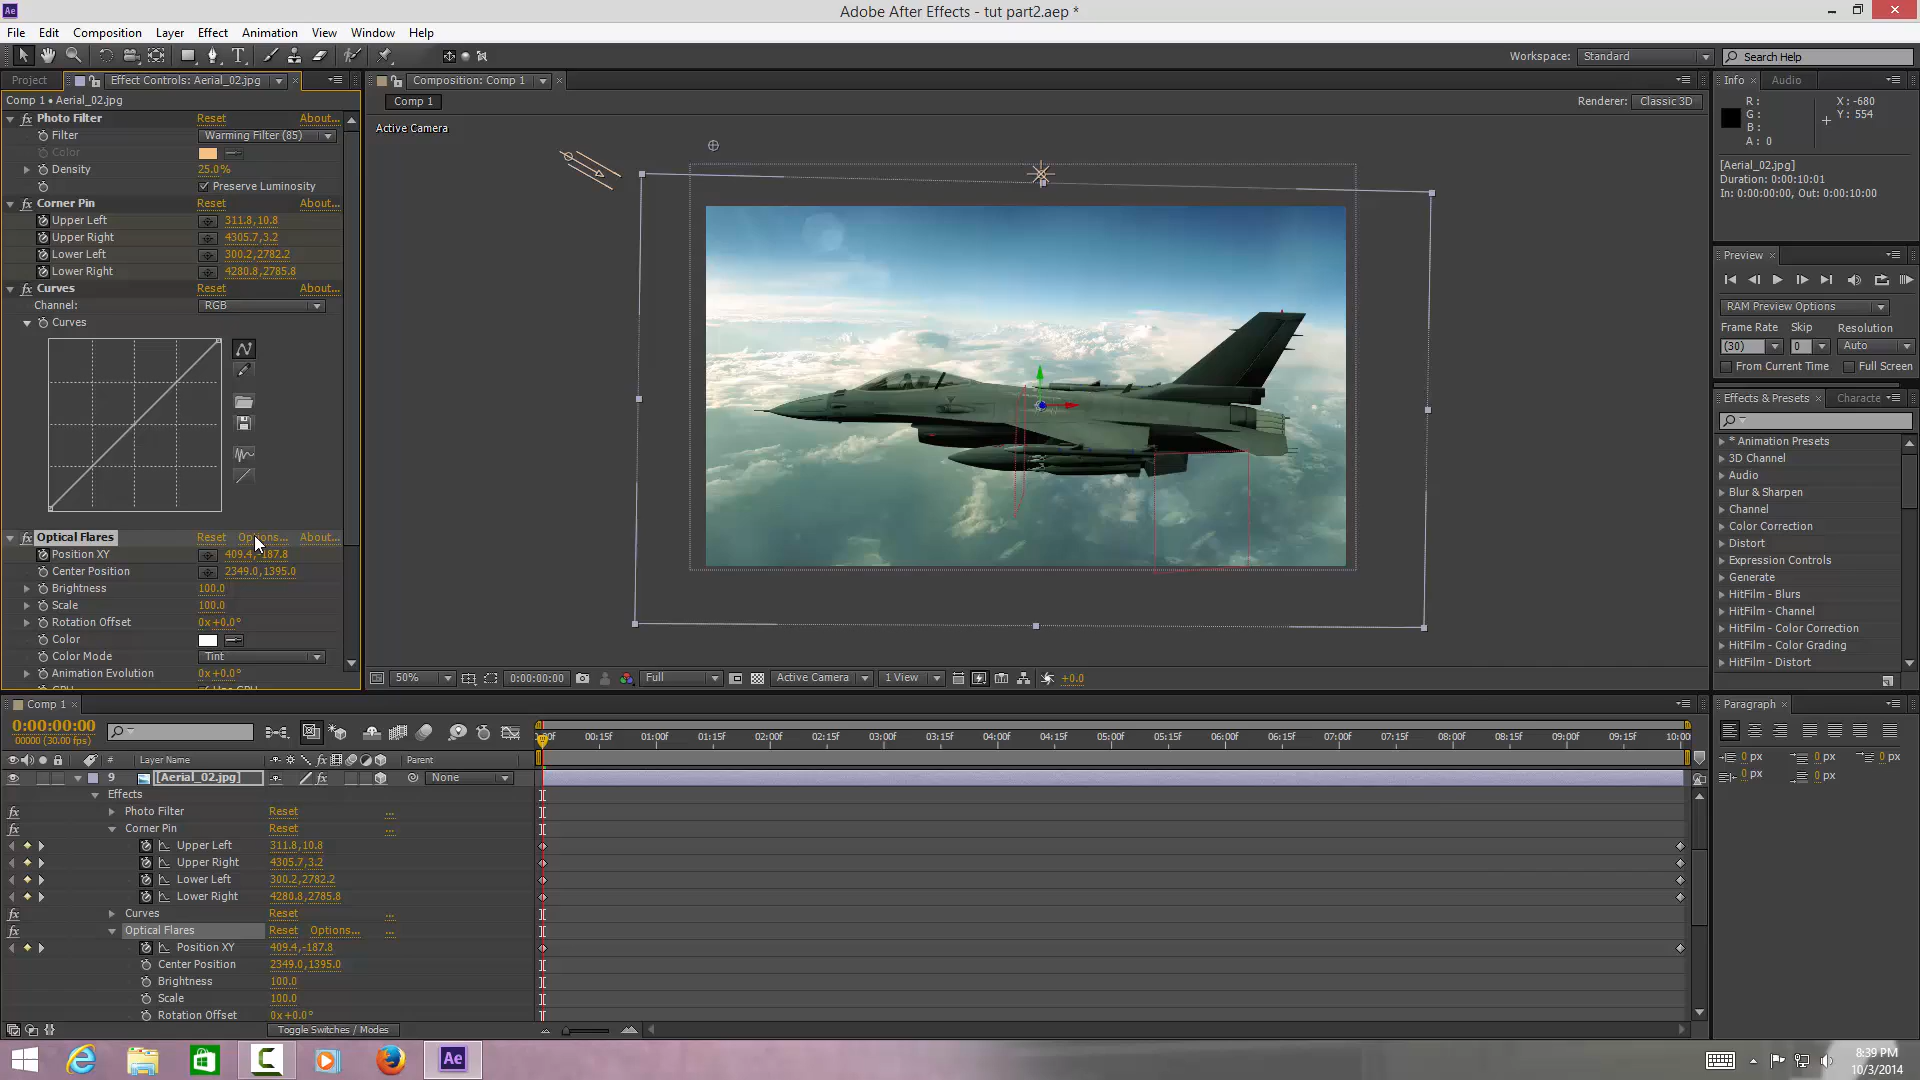 Adobe After Effects - tut part2.aep *
File Edit Composition Layer Effect Animation View Window Help
Workspace: Standard Search Help
Project Effect Controls: Aerial_02.jpg
Comp 1 • Aerial_02.jpg
Photo Filter Reset About...
Filter Warming Filter (85)
Color
Density 25.0%
Preserve Luminosity
Corner Pin Reset About...
Upper Left 311.8,10.8
Upper Right 4305.7,3.2
Lower Left 300.2,2782.2
Lower Right 4280.8,2785.8
Curves Reset About...
Channel: RGB
Curves
Optical Flares Reset Options... About...
Position XY 409.4,-187.8
Center Position 2349.0,1395.0
Brightness 100.0
Scale 100.0
Rotation Offset 0x+0.0°
Color
Color Mode Tint
Animation Evolution 0x+0.0°
Composition: Comp 1
Comp 1
Renderer: Classic 3D
Active Camera
50% 0:00:00:00 Full Active Camera 1 View +0.0
Info Audio
R: X: -680
G: Y: 554
B:
A: 0
[Aerial_02.jpg]
Duration: 0:00:10:01
In: 0:00:00:00, Out: 0:00:10:00
Preview
RAM Preview Options
Frame Rate Skip Resolution
(30) 0 Auto
From Current Time Full Screen
Effects & Presets Characte
* Animation Presets
3D Channel
Audio
Blur & Sharpen
Channel
Color Correction
Distort
Expression Controls
Generate
HitFilm - Blurs
HitFilm - Channel
HitFilm - Color Correction
HitFilm - Color Grading
HitFilm - Distort
Paragraph
0 px 0 px 0 px
0 px 0 px
Comp 1
0:00:00:00
00000 (30.00 fps)
00:15f 01:00f 01:15f 02:00f 02:15f 03:00f 03:15f 04:00f 04:15f 05:00f 05:15f 06:00f 06:15f 07:00f 07:15f 08:00f 08:15f 09:00f 09:15f 10:00
# Layer Name Parent
9 [Aerial_02.jpg] None
Effects
Photo Filter Reset ...
Corner Pin Reset ...
Upper Left 311.8,10.8
Upper Right 4305.7,3.2
Lower Left 300.2,2782.2
Lower Right 4280.8,2785.8
Curves Reset ...
Optical Flares Reset Options... ...
Position XY 409.4,-187.8
Center Position 2349.0,1395.0
Brightness 100.0
Scale 100.0
Rotation Offset 0x+0.0°
Toggle Switches / Modes
8:39 PM
10/3/2014